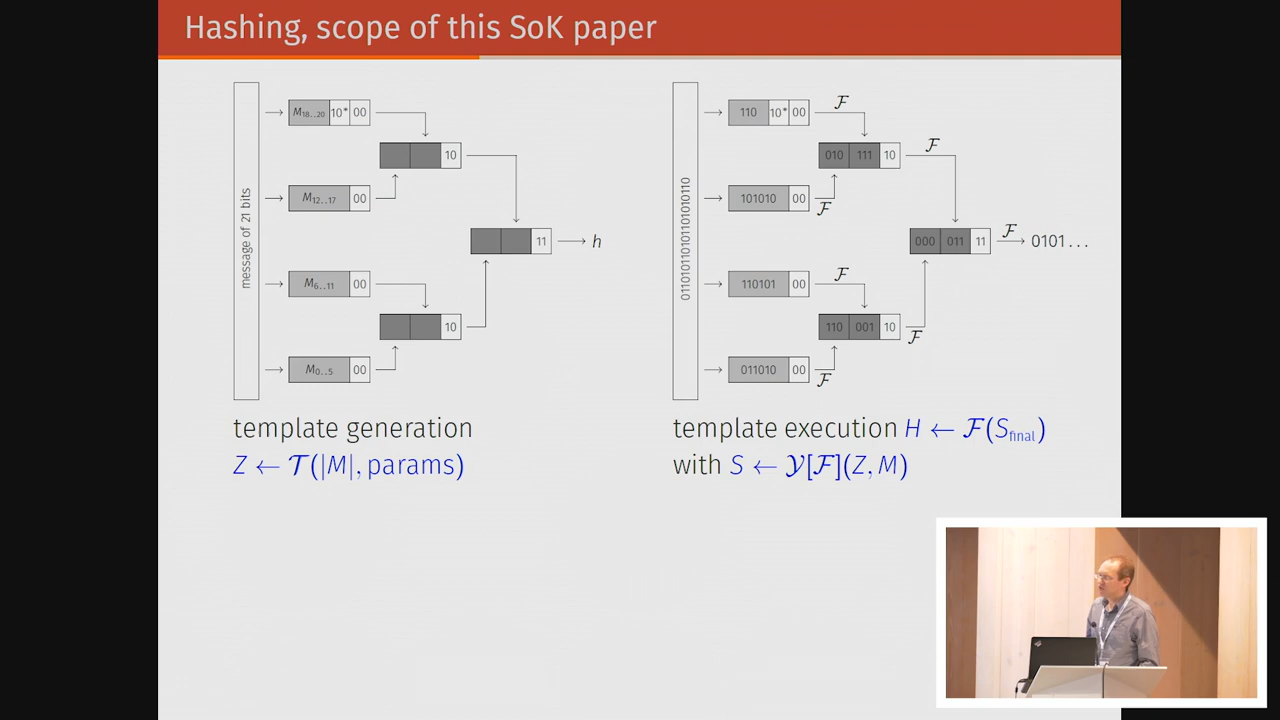 Hashing, scope of this SoK paper
message of 21 bits
M18..20 10* 00
10
M12..17 00
11 h
M6..11 00
10
M0..5 00
template generation
Z ← 𝒯(|M|, params)
011010110101101010110
110 10* 00 ℱ
010 111 10 ℱ
101010 00 ℱ
000 011 11 ℱ 0101...
110101 00 ℱ
110 001 10 ℱ
011010 00 ℱ
template execution H ← ℱ(Sfinal)
with S ← 𝒴[ℱ](Z, M)